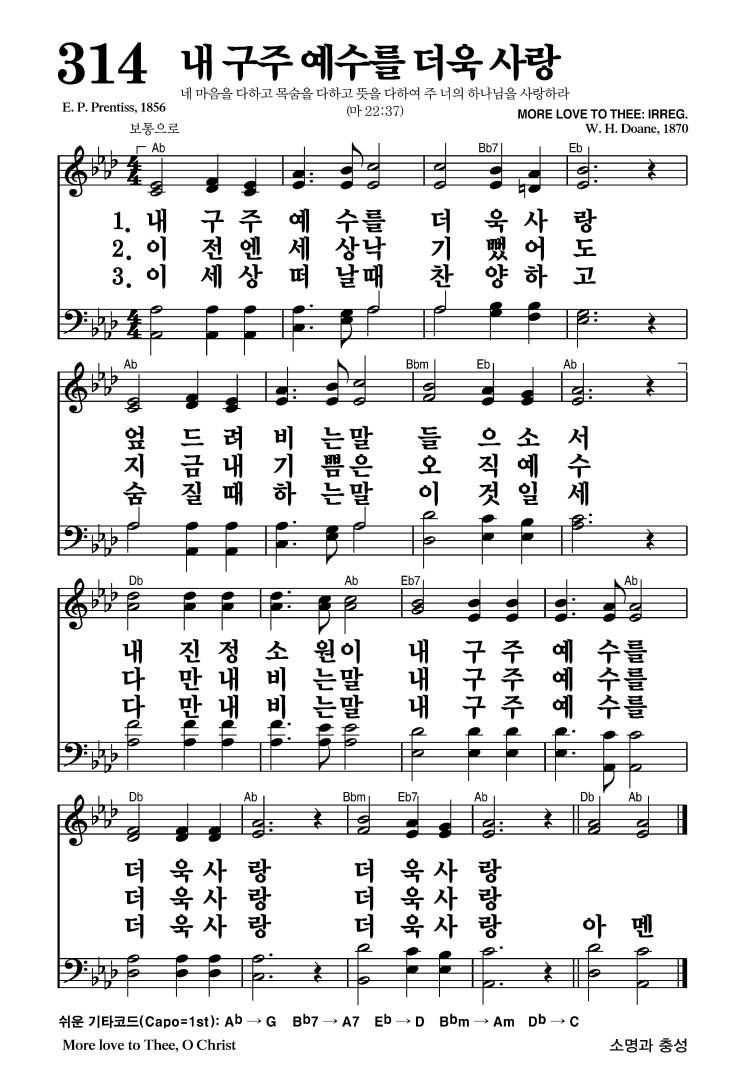 314 내 구주 예수를 더욱 사랑
네 마음을 다하고 목숨을 다하고 뜻을 다하여 주 너의 하나님을 사랑하라
E. P. Prentiss, 1856
(마 22:37)
MORE LOVE TO THEE: IRREG.
보통으로
W. H. Doane, 1870
Ab Bb7 Eb
4/4
1. 내 구 주 예 수를 더 욱 사 랑
2. 이 전 엔 세 상낙 기 뻤 어 도
3. 이 세 상 떠 날때 찬 양 하 고
4/4
Ab Bbm Eb Ab
엎 드 려 비 는말 들 으 소 서
지 금 내 기 쁨은 오 직 예 수
숨 질 때 하 는말 이 것 일 세
Db Ab Eb7 Ab
내 진 정 소 원이 내 구 주 예 수를
다 만 내 비 는말 내 구 주 예 수를
다 만 내 비 는말 내 구 주 예 수를
Db Ab Bbm Eb7 Ab Db Ab
더 욱 사 랑 더 욱 사 랑
더 욱 사 랑 더 욱 사 랑
더 욱 사 랑 더 욱 사 랑 아 멘
쉬운 기타코드(Capo=1st): Ab → G Bb7 → A7 Eb → D Bbm → Am Db → C
More love to Thee, O Christ
소명과 충성